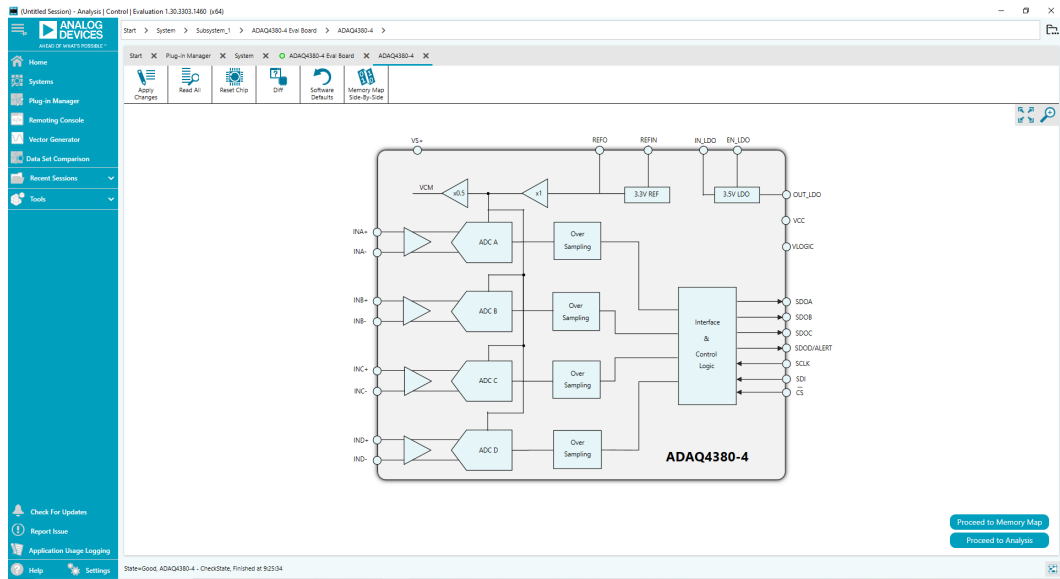 (Untitled Session) - Analysis | Control | Evaluation 1.30.3303.1460 (x64)
ANALOG
DEVICES
AHEAD OF WHAT'S POSSIBLE™
Start > System > Subsystem_1 > ADAQ4380-4 Eval Board > ADAQ4380-4 >
Start Plug-in Manager System ADAQ4380-4 Eval Board ADAQ4380-4
Apply
Changes
Read All
Reset Chip
Diff
Software
Defaults
Memory Map
Side-By-Side
Home
Systems
Plug-in Manager
Remoting Console
Vector Generator
Data Set Comparison
Recent Sessions
Tools
VS+
REFO
REFIN
IN_LDO
EN_LDO
VCM
x0.5
x1
3.3V REF
3.5V LDO
OUT_LDO
VCC
VLOGIC
INA+
INA-
ADC A
Over
Sampling
INB+
INB-
ADC B
Over
Sampling
INC+
INC-
ADC C
Over
Sampling
IND+
IND-
ADC D
Over
Sampling
Interface
&
Control
Logic
SDOA
SDOB
SDOC
SDOD/ALERT
SCLK
SDI
CS
ADAQ4380-4
Check For Updates
Report Issue
Application Usage Logging
Help
Settings
Proceed to Memory Map
Proceed to Analysis
State=Good, ADAQ4380-4 - CheckState, Finished at 9:25:34